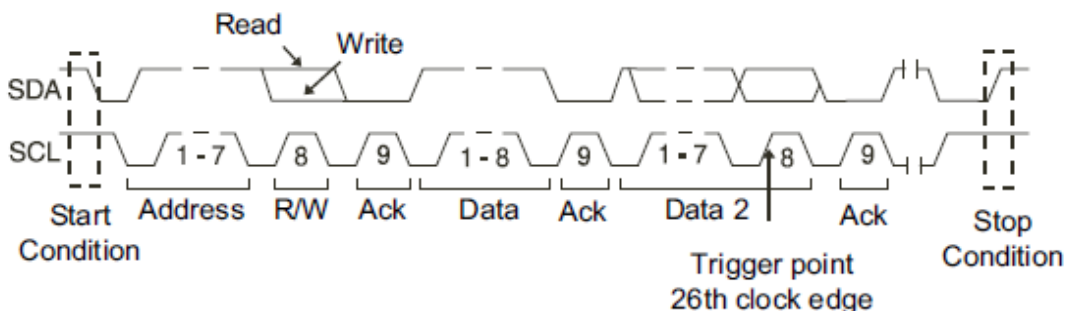 Read
Write
SDA
SCL
1 - 7 8 9 1 - 8 9 1 - 7 8 9
Address R/W Ack Data Ack Data 2 Ack
Start
Condition
Stop
Condition
Trigger point
26th clock edge